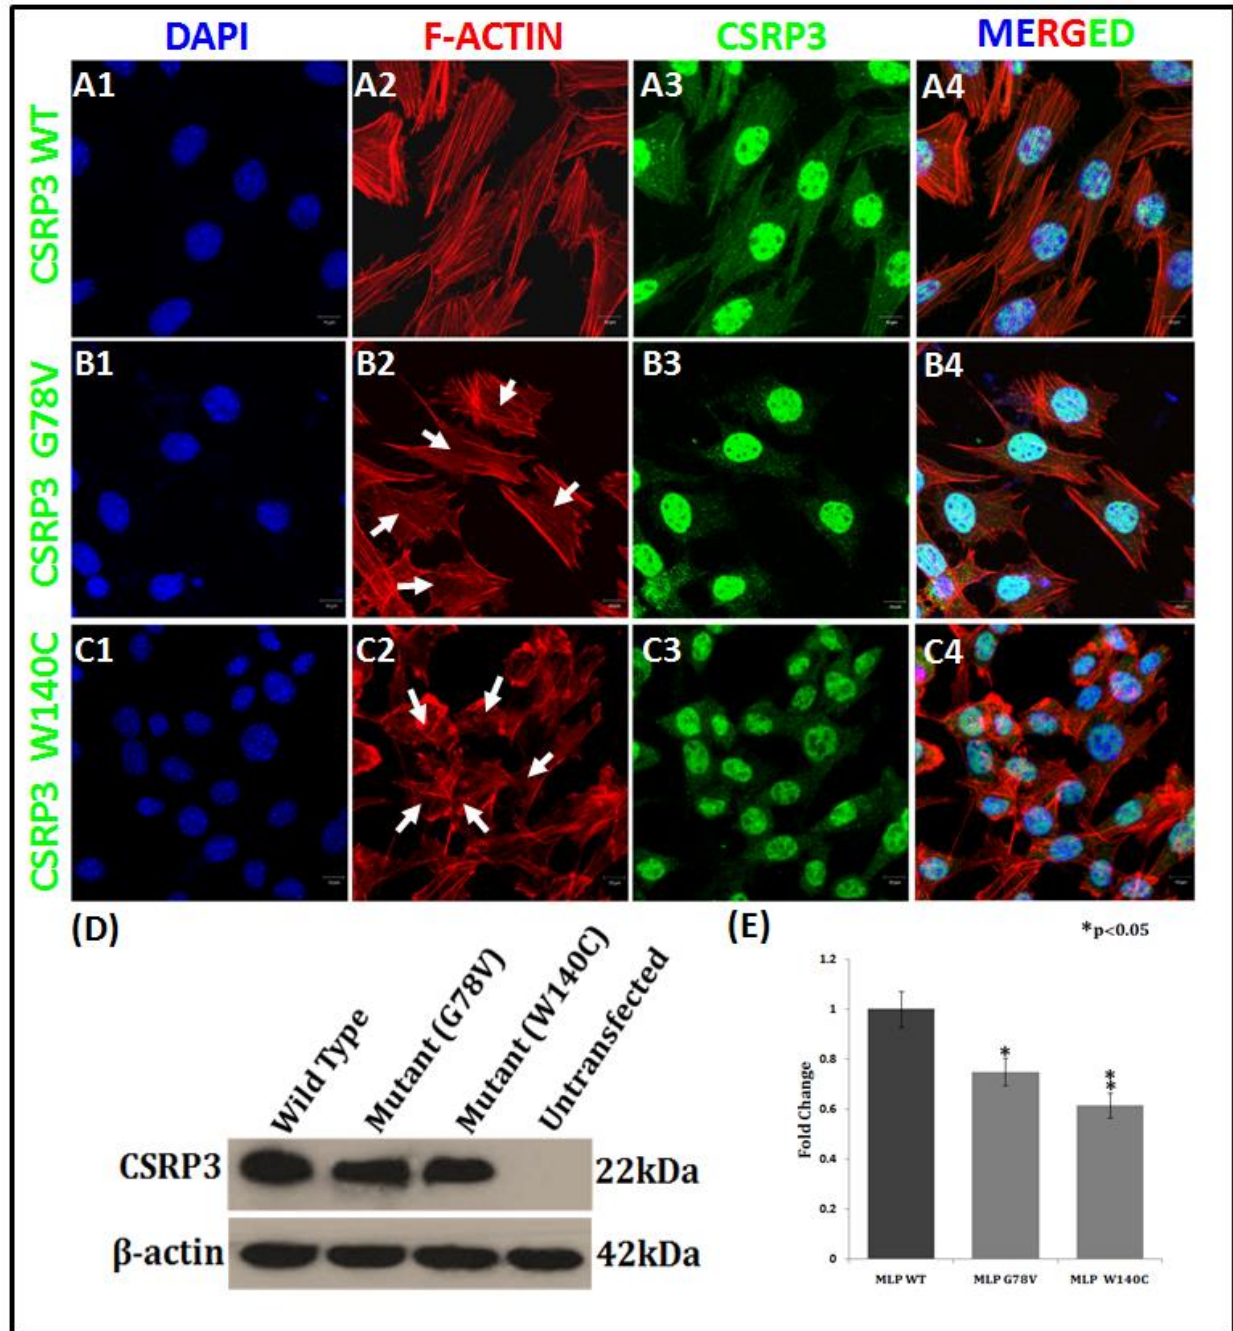 DAPI F-ACTIN CSRP3 MERGED
CSRP3 WT
A1 A2 A3 A4
CSRP3 G78V
B1 B2 B3 B4
CSRP3 W140C
C1 C2 C3 C4
(D)
Wild Type
Mutant (G78V)
Mutant (W140C)
Untransfected
CSRP3 22kDa
β-actin 42kDa
(E)
*p<0.05
Fold Change
1.2
1
0.8
0.6
0.4
0.2
0
*
**
MLP WT MLP G78V MLP W140C